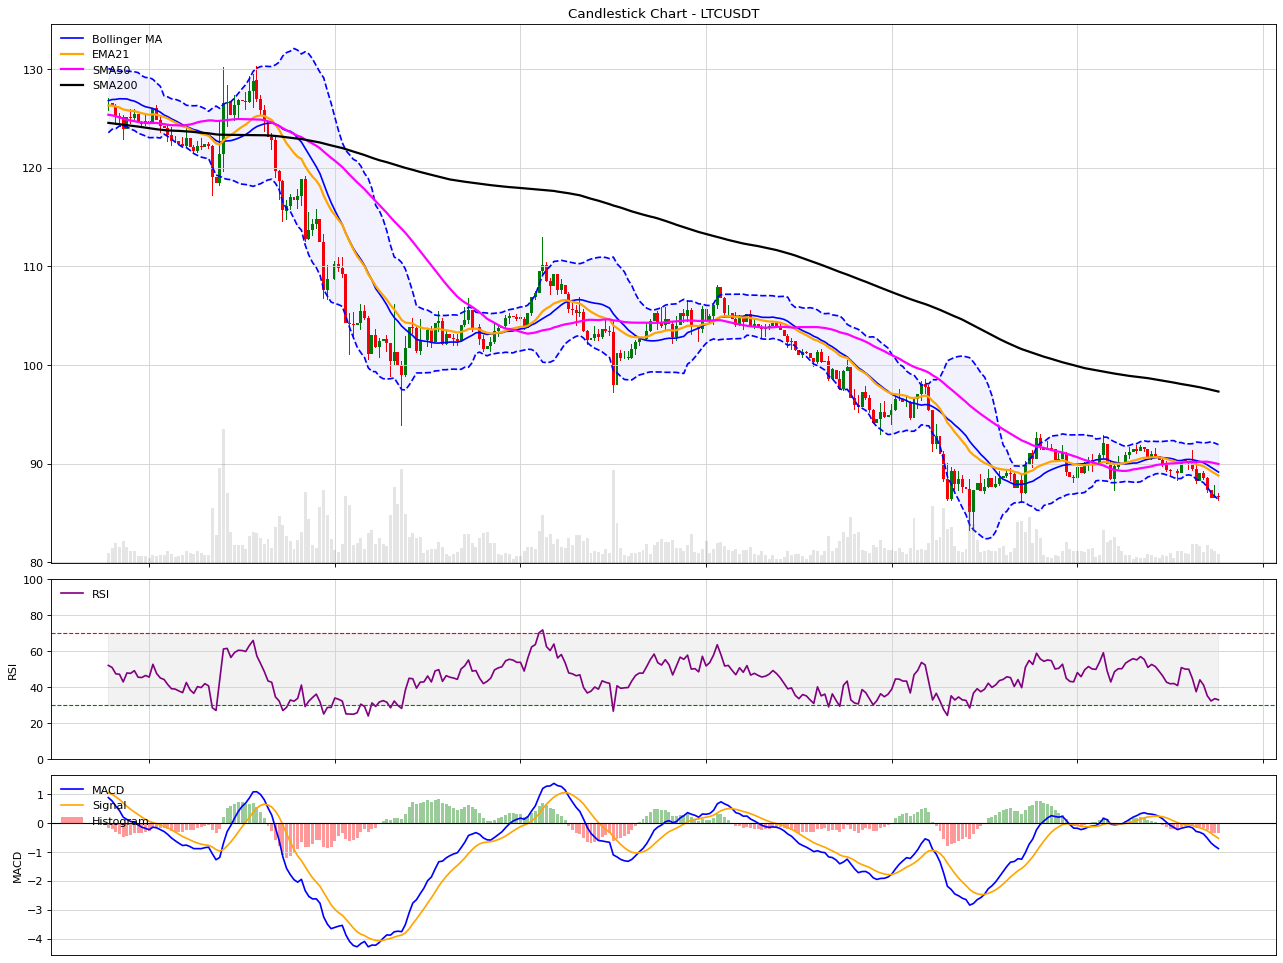 Candlestick Chart - LTCUSDT
Bollinger MA
EMA21
SMA50
SMA200
130
120
110
100
90
80
100
80
60
40
20
0
RSI
RSI
1
0
−1
−2
−3
−4
MACD
MACD
Signal
Histogram